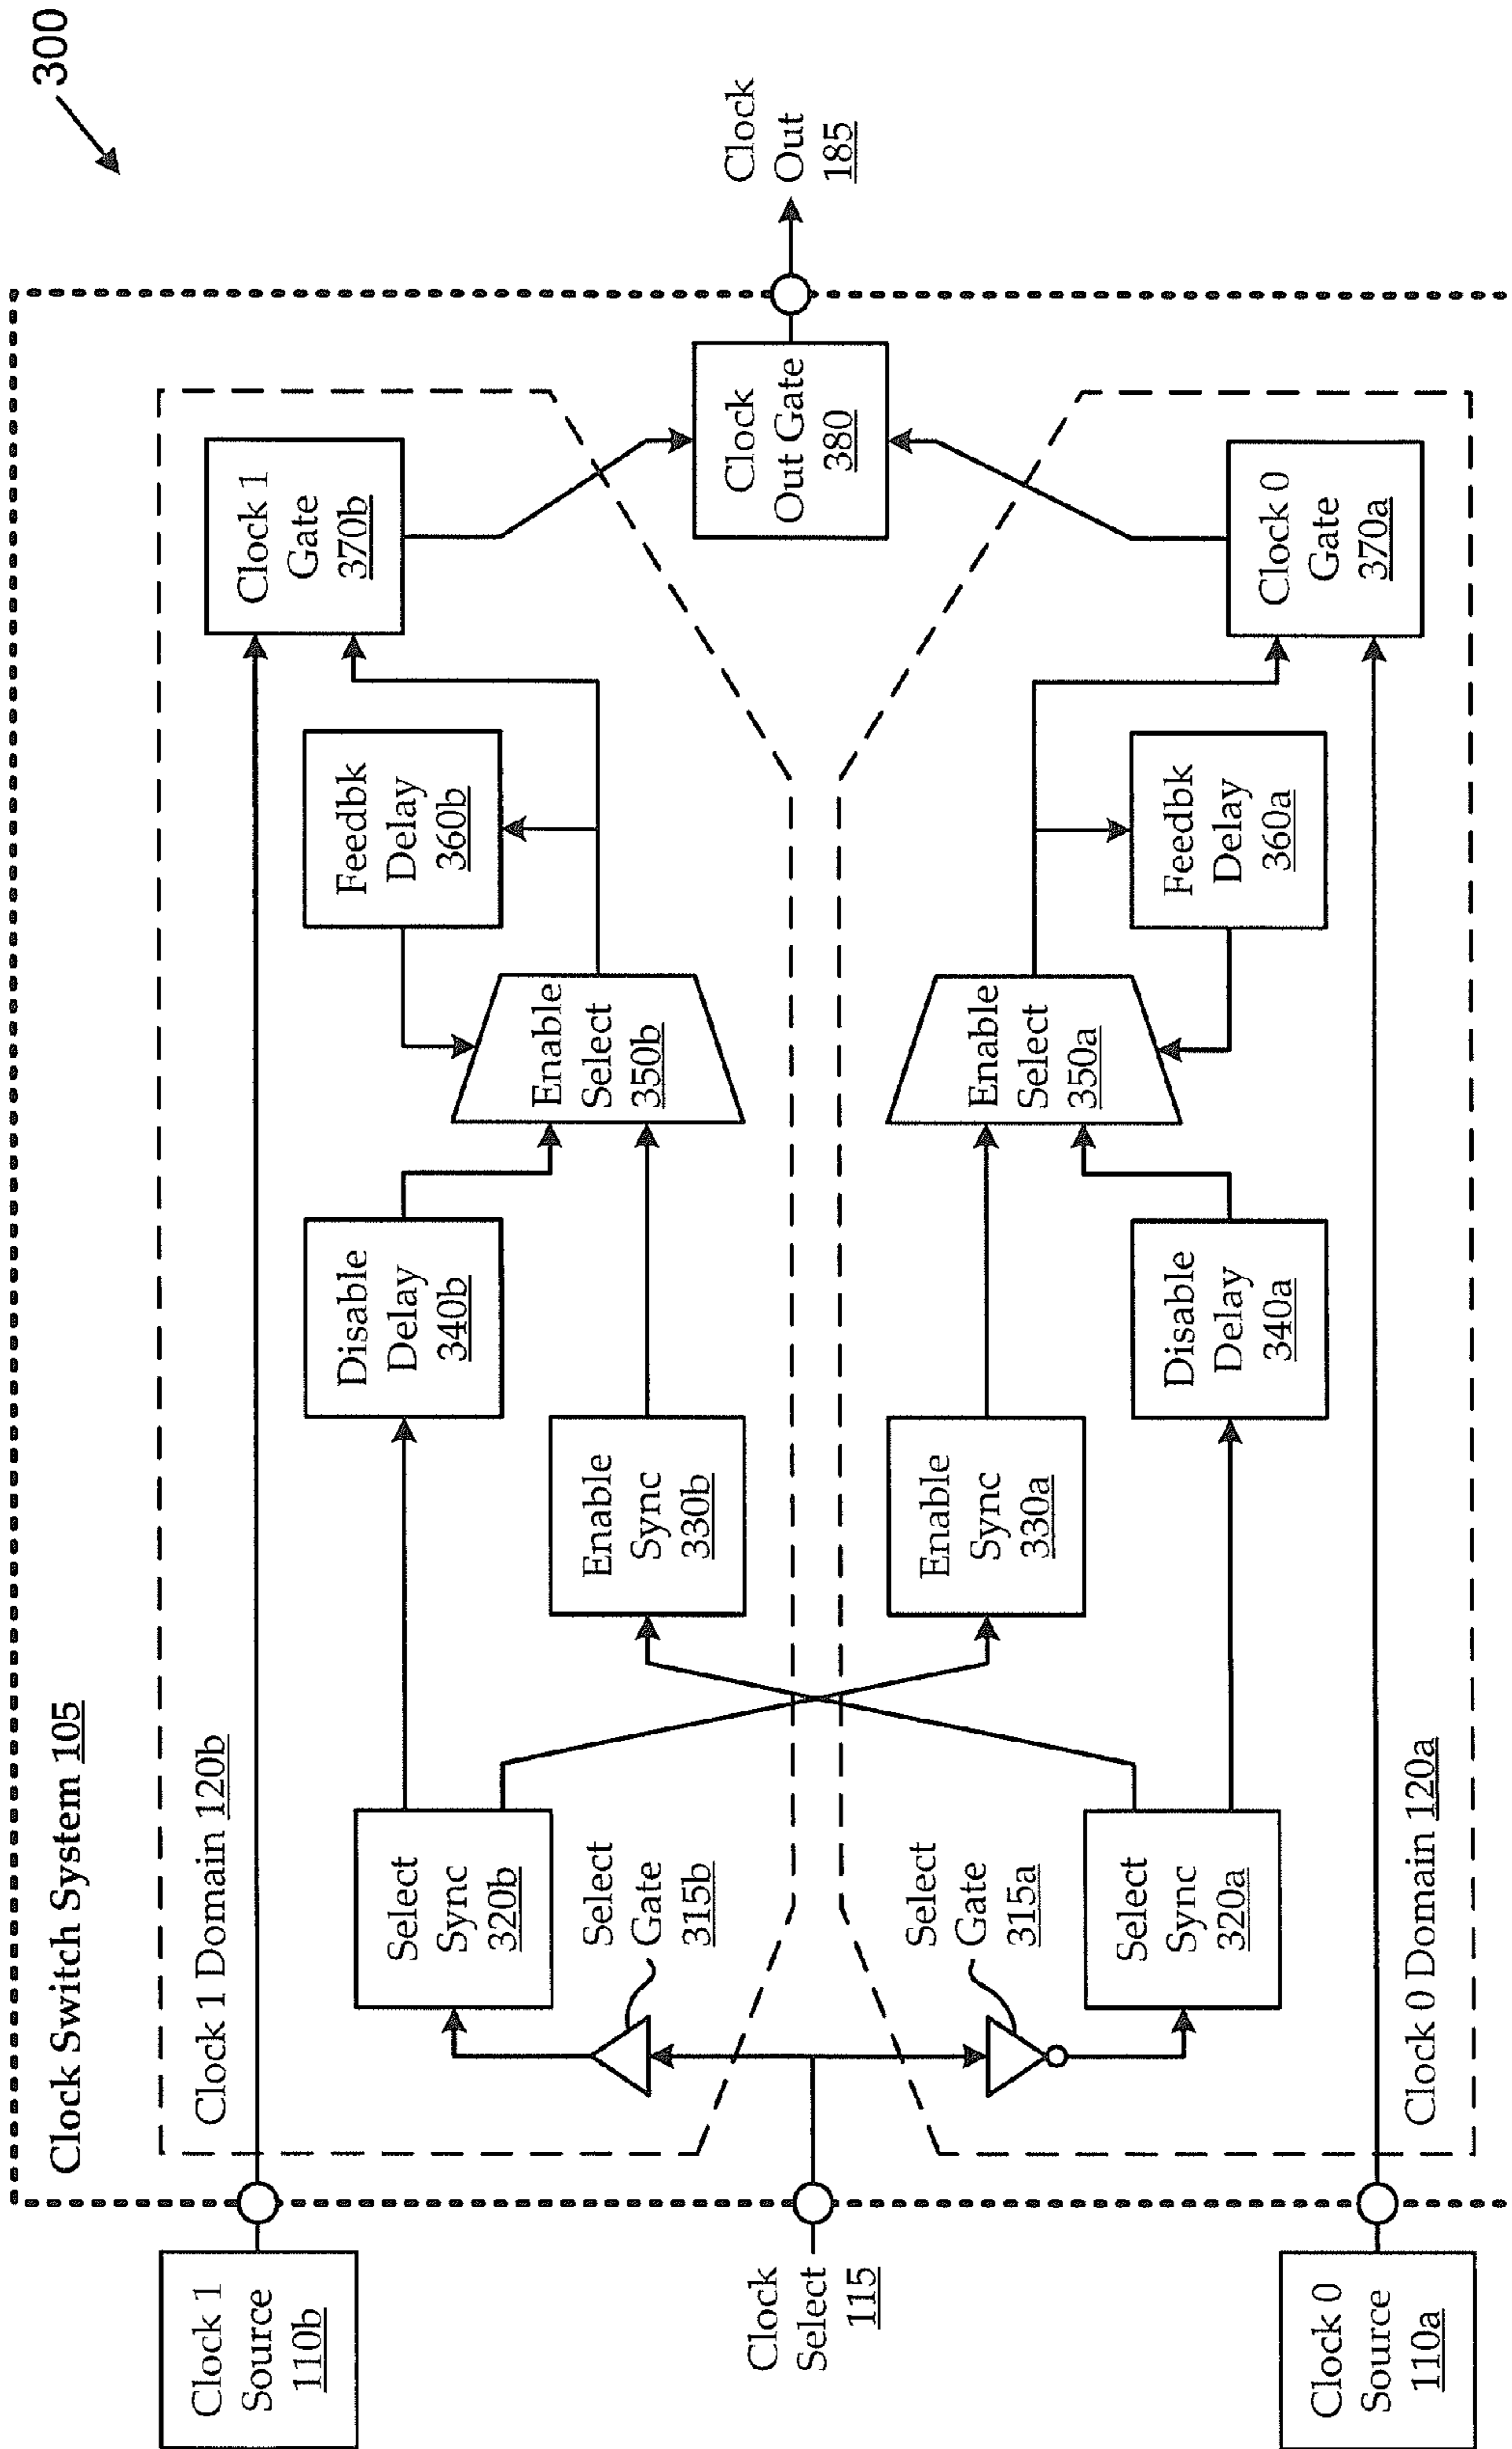 300
Clock Switch System 105
Clock 1 Domain 120b
Clock 1
Source
110b
Clock
Select
115
Clock 0
Source
110a
Select
Gate
315b
Select
Gate
315a
Select
Sync
320b
Select
Sync
320a
Enable
Sync
330b
Enable
Sync
330a
Disable
Delay
340b
Disable
Delay
340a
Enable
Select
350b
Enable
Select
350a
Feedbk
Delay
360b
Feedbk
Delay
360a
Clock 1
Gate
370b
Clock 0
Gate
370a
Clock
Out Gate
380
Clock
Out
185
Clock 0 Domain 120a